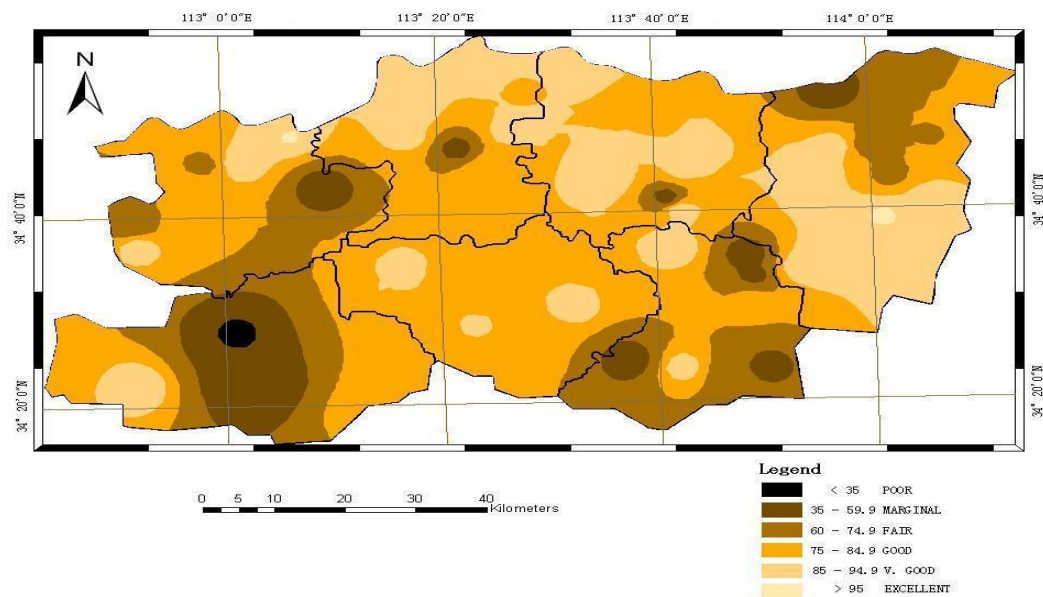 113° 0'0"E 113° 20'0"E 113° 40'0"E 114° 0'0"E
N
34° 40'0"N 34° 40'0"N
34° 20'0"N 34° 20'0"N
0 5 10 20 30 40
Kilometers
Legend
< 35 POOR
35 - 59.9 MARGINAL
60 - 74.9 FAIR
75 - 84.9 GOOD
85 - 94.9 V. GOOD
> 95 EXCELLENT